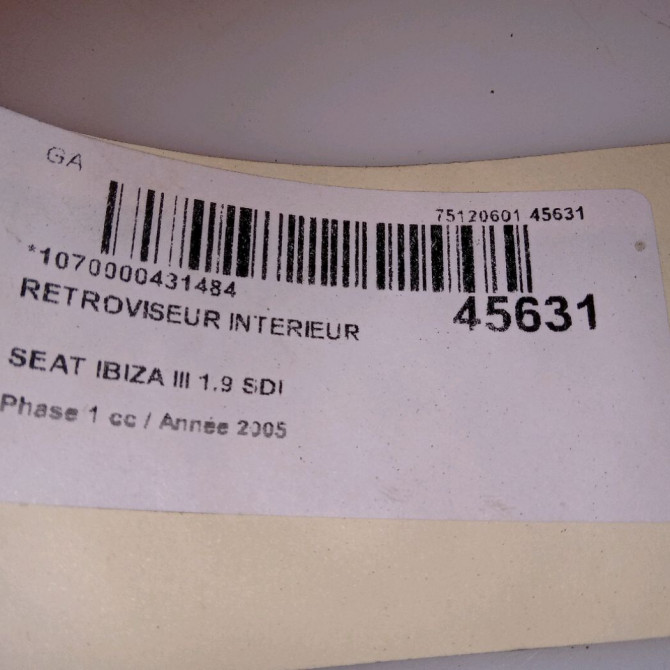 GA
75120601 45631
*1070000431484
45631
RETROVISEUR INTERIEUR
SEAT IBIZA III 1.9 SDI
Phase 1 cc / Année 2005